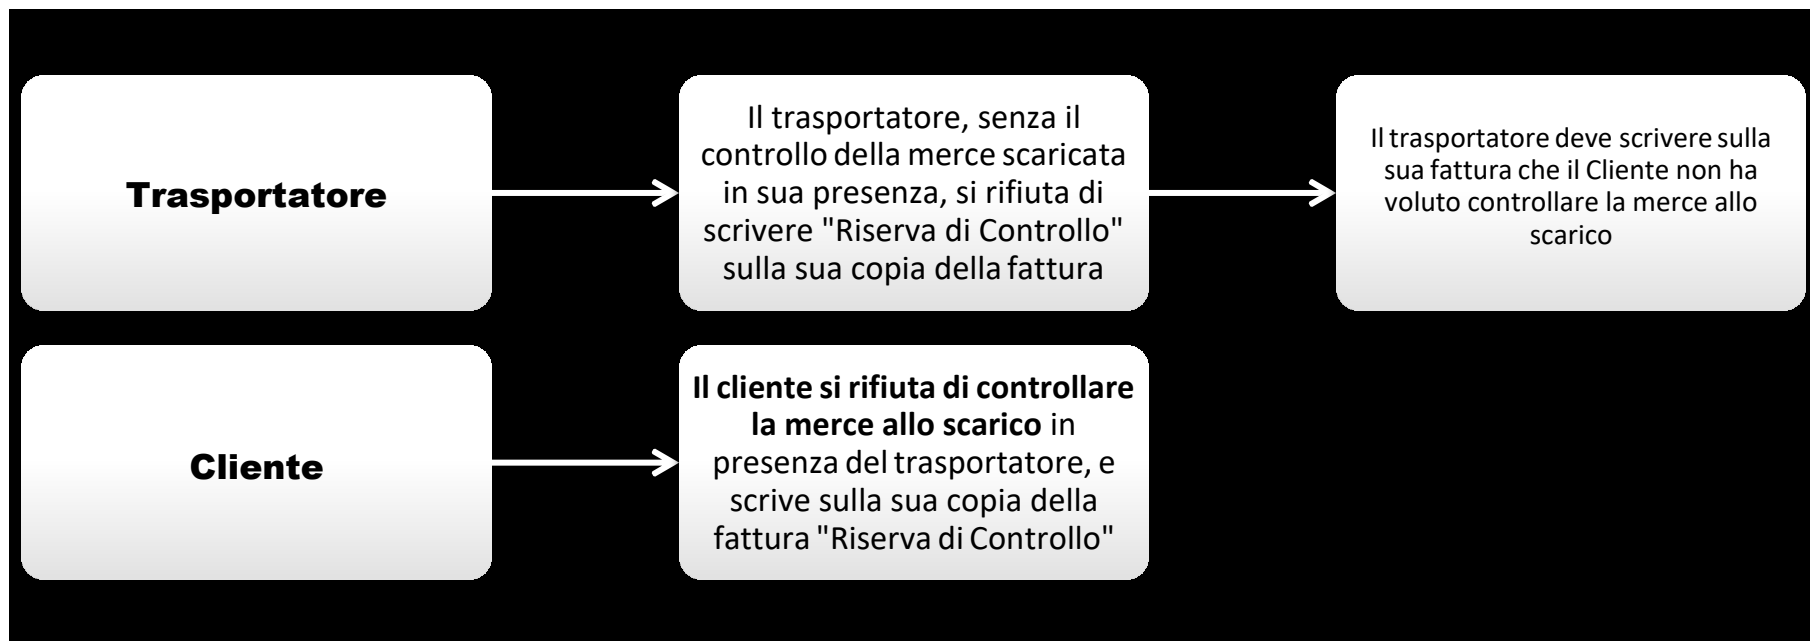 Trasportatore
Il trasportatore, senza il
controllo della merce scaricata
in sua presenza, si rifiuta di
scrivere "Riserva di Controllo"
sulla sua copia della fattura
Il trasportatore deve scrivere sulla
sua fattura che il Cliente non ha
voluto controllare la merce allo
scarico
Cliente
Il cliente si rifiuta di controllare
la merce allo scarico in
presenza del trasportatore, e
scrive sulla sua copia della
fattura "Riserva di Controllo"